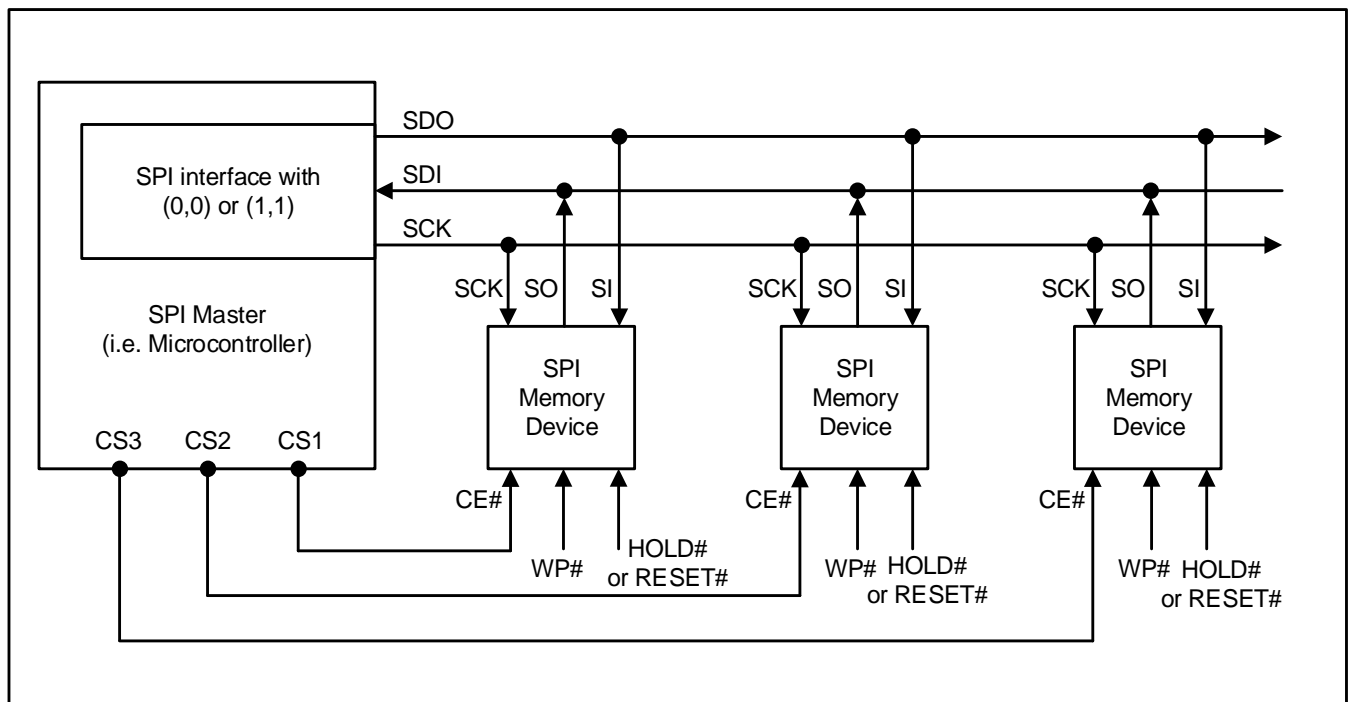 SDO
SPI interface with
(0,0) or (1,1)
SDI
SCK
SPI Master
(i.e. Microcontroller)
CS3 CS2 CS1
SCK SO SI
SPI
Memory
Device
CE#
WP#
HOLD#
or RESET#
SCK SO SI
SPI
Memory
Device
CE#
WP#
HOLD#
or RESET#
SCK SO SI
SPI
Memory
Device
CE#
WP#
HOLD#
or RESET#